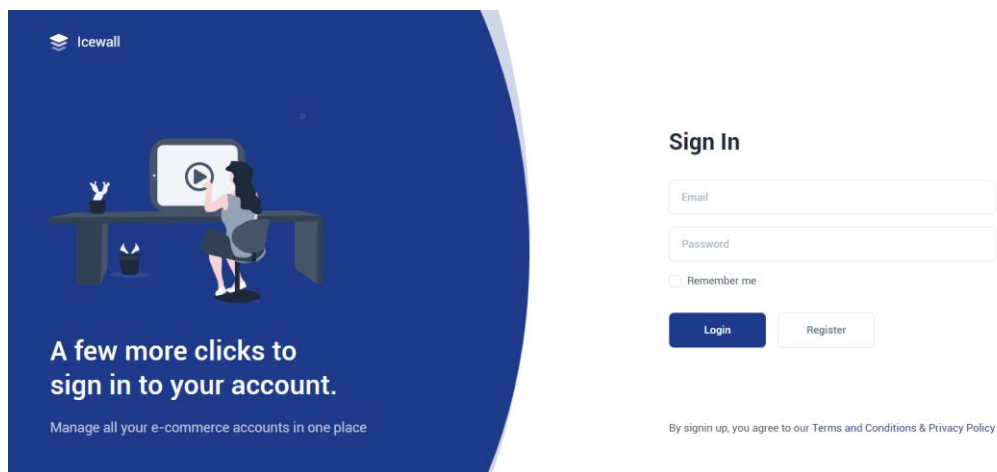 Icewall
A few more clicks to
sign in to your account.
Manage all your e-commerce accounts in one place
Sign In
Email
Password
Remember me
Login
Register
By signin up, you agree to our Terms and Conditions & Privacy Policy